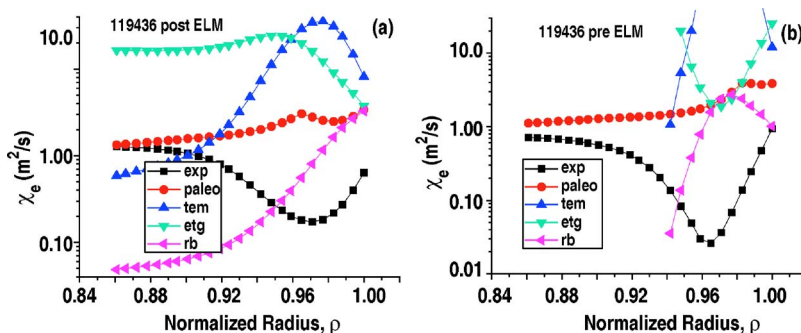 119436 post ELM
(a)
10.0
1.00
0.10
χe (m²/s)
exp
paleo
tem
etg
rb
0.84 0.88 0.92 0.96 1.00
Normalized Radius, ρ
119436 pre ELM
(b)
10.0
1.00
0.10
0.01
χe (m²/s)
exp
paleo
tem
etg
rb
0.84 0.88 0.92 0.96 1.00
Normalized Radius, ρ